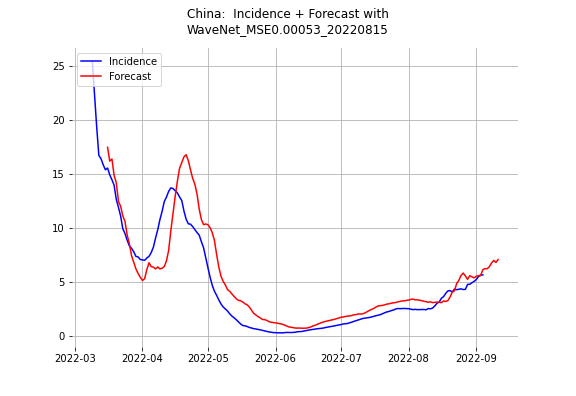 China:  Incidence + Forecast with
WaveNet_MSE0.00053_20220815
Incidence
Forecast
25
20
15
10
5
0
2022-03 2022-04 2022-05 2022-06 2022-07 2022-08 2022-09